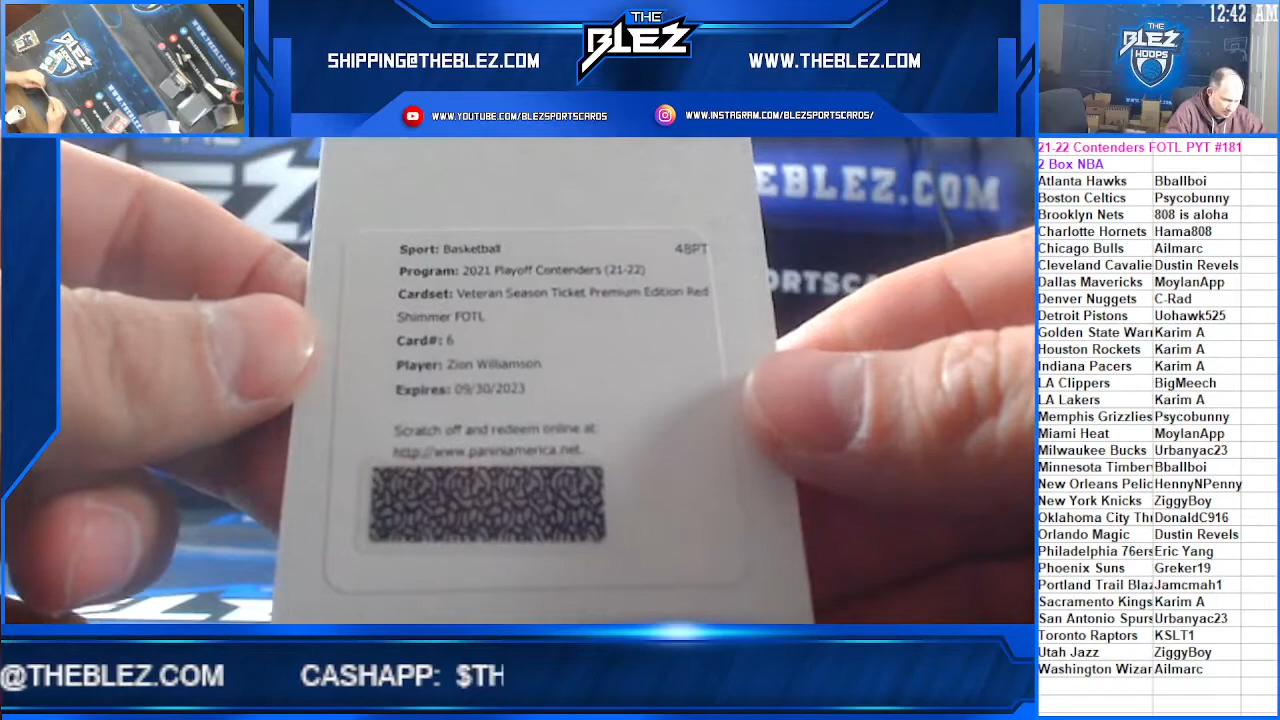 THE
BLEZ
SHIPPING@THEBLEZ.COM
WWW.THEBLEZ.COM
WWW.YOUTUBE.COM/BLEZSPORTSCARDS
WWW.INSTAGRAM.COM/BLEZSPORTSCARDS/
12:42 AM
THE
BLEZ
HOOPS
EBLEZ.COM
Sport: Basketball
48PT
Program: 2021 Playoff Contenders (21-22)
Cardset: Veteran Season Ticket Premium Edition Red
Shimmer FOTL
Card#: 6
Player: Zion Williamson
Expires: 09/30/2023
Scratch off and redeem online at:
http://www.paniniamerica.net.
@THEBLEZ.COM CASHAPP: $TH
21-22 Contenders FOTL PYT #181
2 Box NBA
Atlanta Hawks Bballboi
Boston Celtics Psycobunny
Brooklyn Nets 808 is aloha
Charlotte Hornets Hama808
Chicago Bulls Ailmarc
Cleveland Cavalie Dustin Revels
Dallas Mavericks MoylanApp
Denver Nuggets C-Rad
Detroit Pistons Uohawk525
Golden State Warr Karim A
Houston Rockets Karim A
Indiana Pacers Karim A
LA Clippers BigMeech
LA Lakers Karim A
Memphis Grizzlies Psycobunny
Miami Heat MoylanApp
Milwaukee Bucks Urbanyac23
Minnesota Timber Bballboi
New Orleans Pelic HennyNPenny
New York Knicks ZiggyBoy
Oklahoma City Thu DonaldC916
Orlando Magic Dustin Revels
Philadelphia 76ers Eric Yang
Phoenix Suns Greker19
Portland Trail Blaz Jamcmah1
Sacramento Kings Karim A
San Antonio Spurs Urbanyac23
Toronto Raptors KSLT1
Utah Jazz ZiggyBoy
Washington Wizar Ailmarc